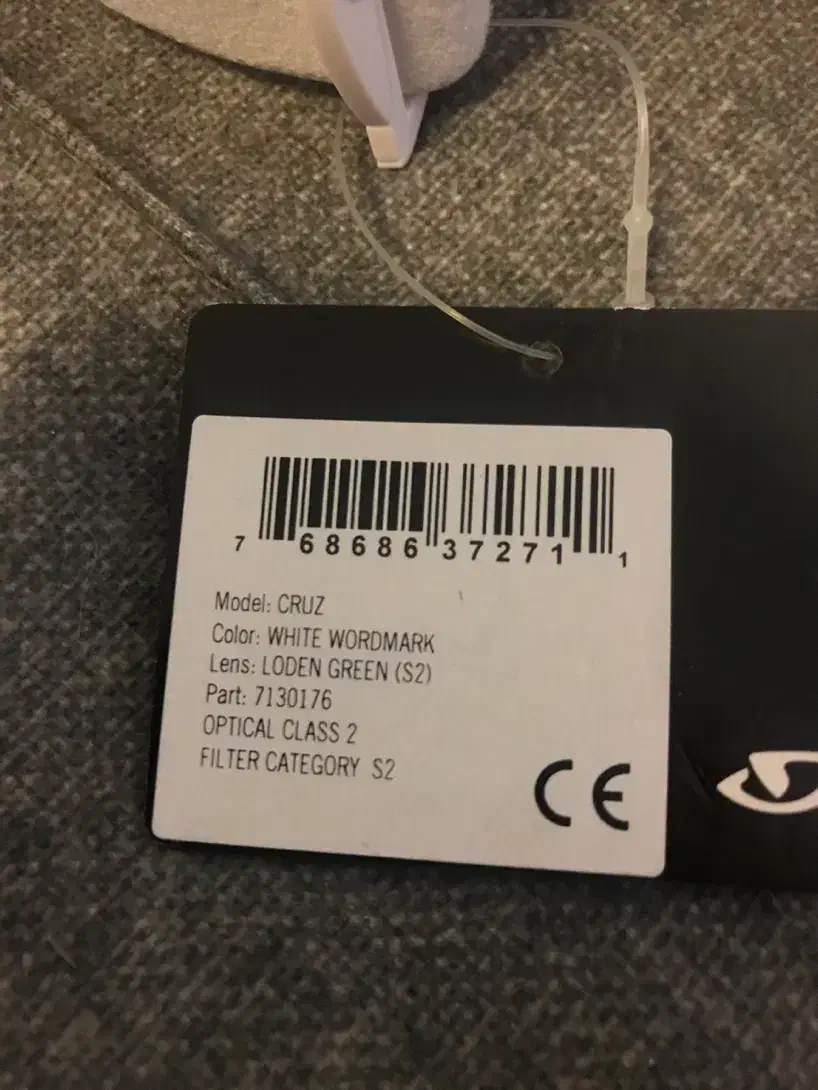 7 68686 37271 1
Model: CRUZ
Color: WHITE WORDMARK
Lens: LODEN GREEN (S2)
Part: 7130176
OPTICAL CLASS 2
FILTER CATEGORY S2
CE